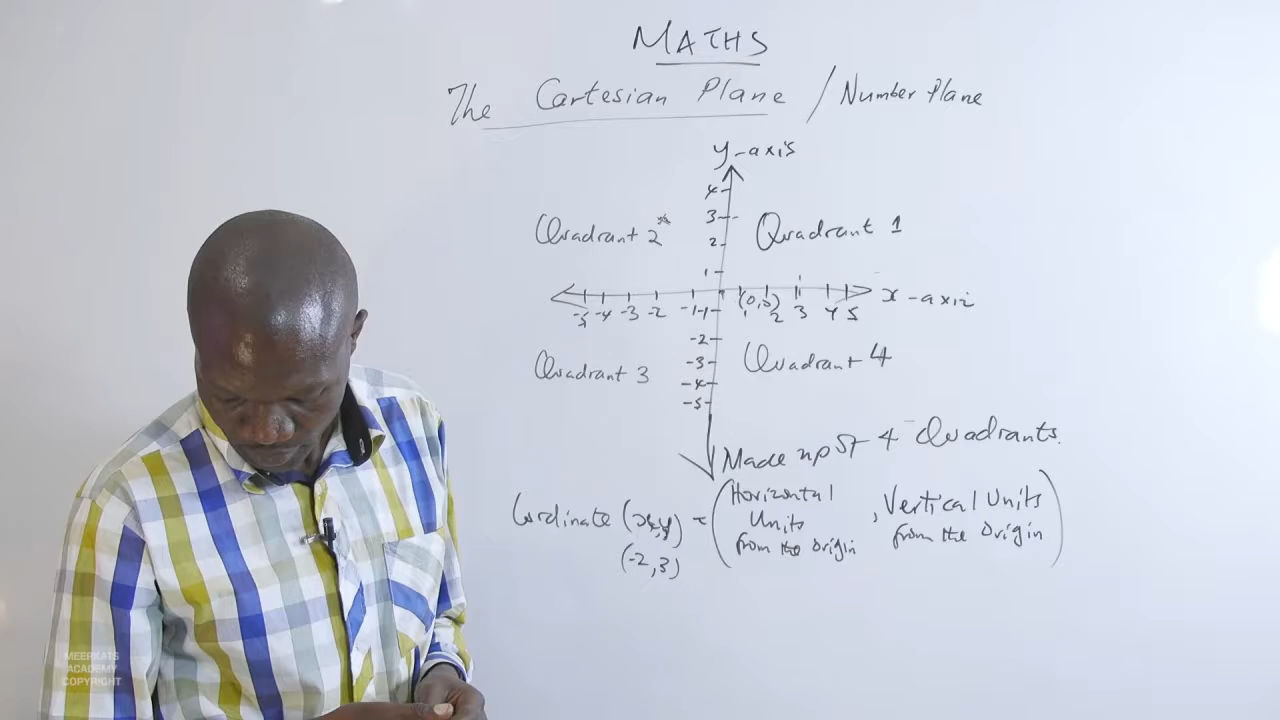 MATHS
The Cartesian Plane / Number Plane
y-axis
4
3
Quadrant 2 Quadrant 1
2
1
x-axis
-5 -4 -3 -2 -1 -1 (0,0) 1 2 3 4 5
-2
Quadrant 3 -3 Quadrant 4
-4
-5
Made up of 4 Quadrants.
Coordinate (x,y) = (Horizontal Units from the origin, Vertical Units from the Origin)
(-2,3)
MEERKATS
ACADEMY
COPYRIGHT